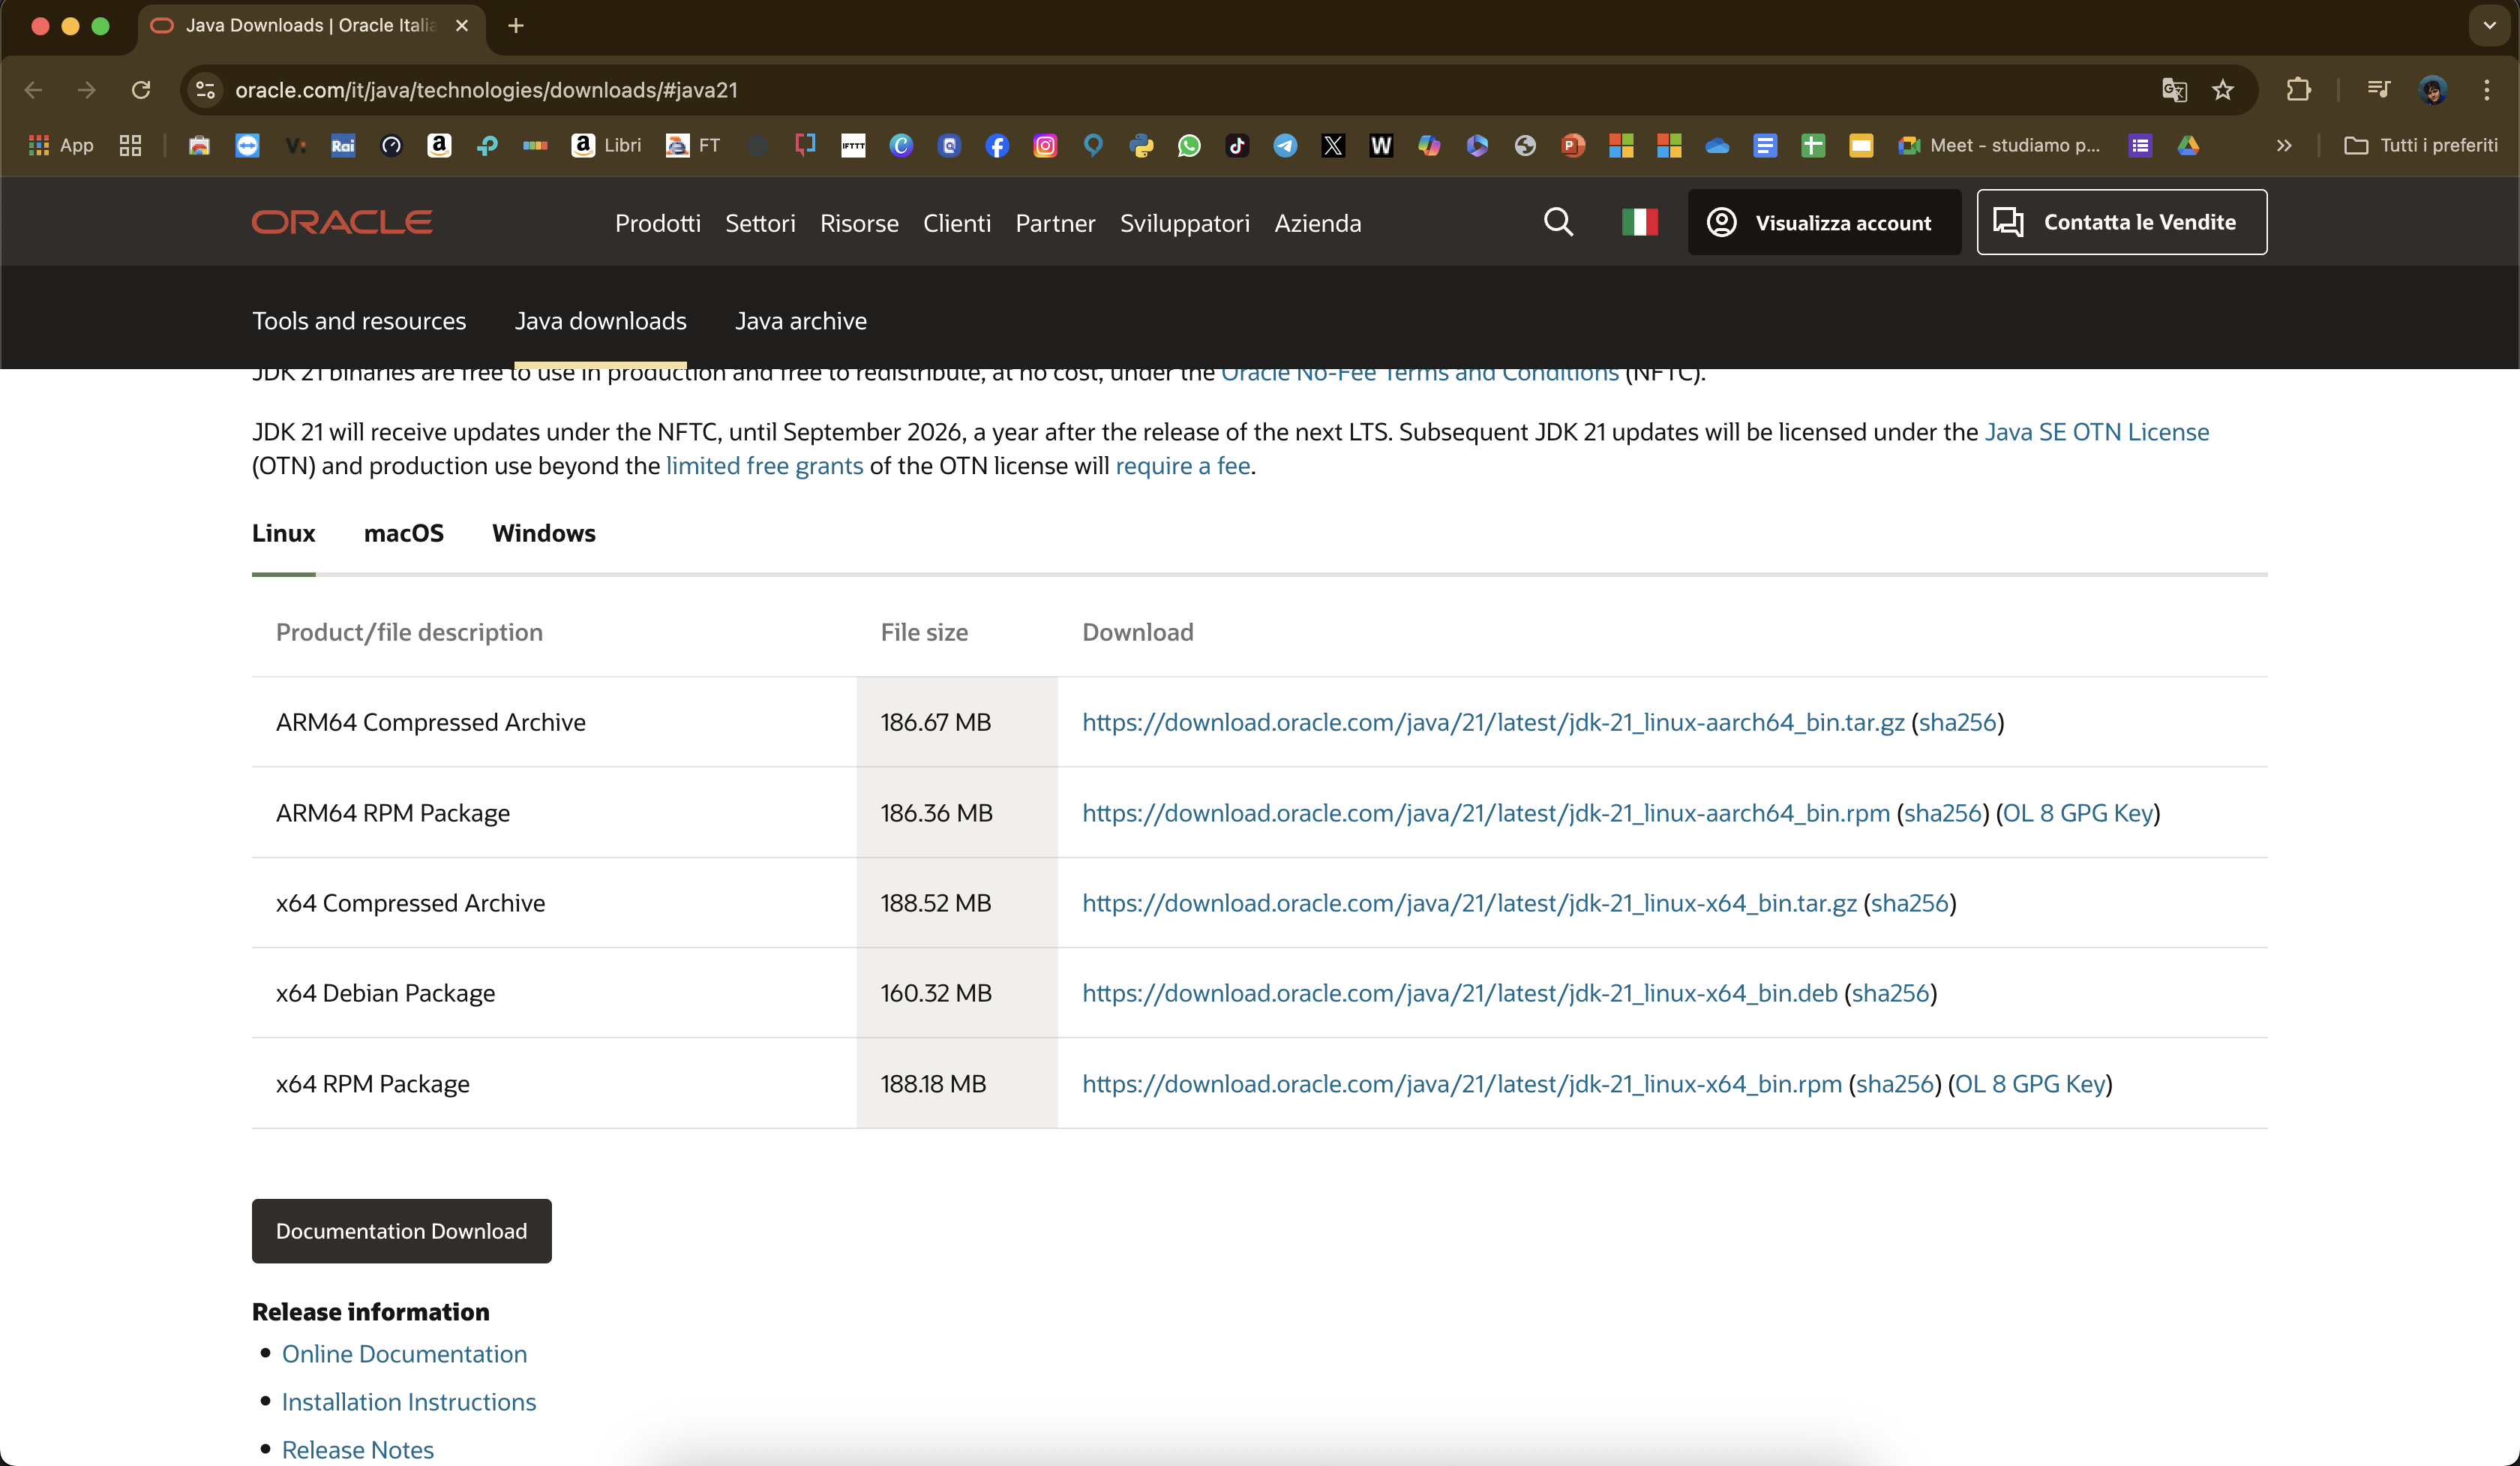 Java Downloads | Oracle Italia
oracle.com/it/java/technologies/downloads/#java21
App
Rai
Libri
FT
IFTTT
W
Meet - studiamo p...
Tutti i preferiti
ORACLE
Prodotti Settori Risorse Clienti Partner Sviluppatori Azienda
Visualizza account
Contatta le Vendite
Tools and resources Java downloads Java archive
JDK 21 binaries are free to use in production and free to redistribute, at no cost, under the Oracle No-Fee Terms and Conditions (NFTC).
JDK 21 will receive updates under the NFTC, until September 2026, a year after the release of the next LTS. Subsequent JDK 21 updates will be licensed under the Java SE OTN License
(OTN) and production use beyond the limited free grants of the OTN license will require a fee.
Linux macOS Windows
Product/file description File size Download
ARM64 Compressed Archive 186.67 MB https://download.oracle.com/java/21/latest/jdk-21_linux-aarch64_bin.tar.gz (sha256)
ARM64 RPM Package 186.36 MB https://download.oracle.com/java/21/latest/jdk-21_linux-aarch64_bin.rpm (sha256) (OL 8 GPG Key)
x64 Compressed Archive 188.52 MB https://download.oracle.com/java/21/latest/jdk-21_linux-x64_bin.tar.gz (sha256)
x64 Debian Package 160.32 MB https://download.oracle.com/java/21/latest/jdk-21_linux-x64_bin.deb (sha256)
x64 RPM Package 188.18 MB https://download.oracle.com/java/21/latest/jdk-21_linux-x64_bin.rpm (sha256) (OL 8 GPG Key)
Documentation Download
Release information
Online Documentation
Installation Instructions
Release Notes